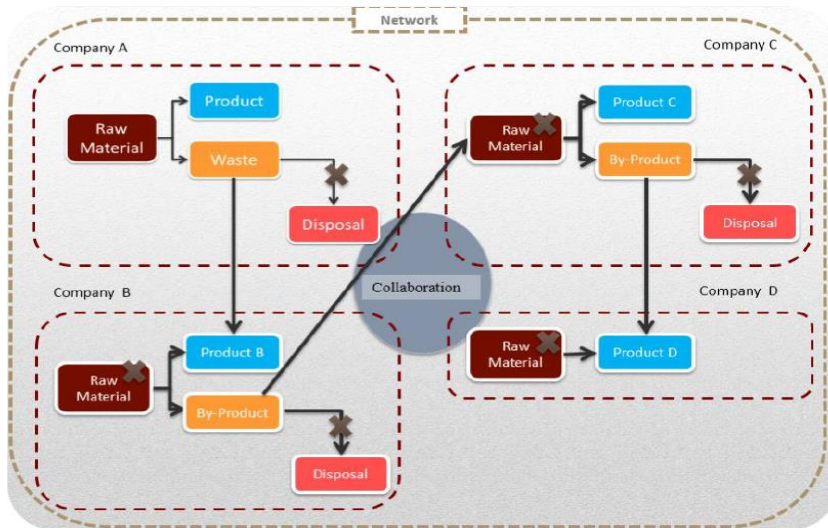 Network
Company A
Product
Raw
Material
Waste
Disposal
Company B
Product B
Raw
Material
By-Product
Disposal
Collaboration
Company C
Product C
Raw
Material
By-Product
Disposal
Company D
Raw
Material
Product D